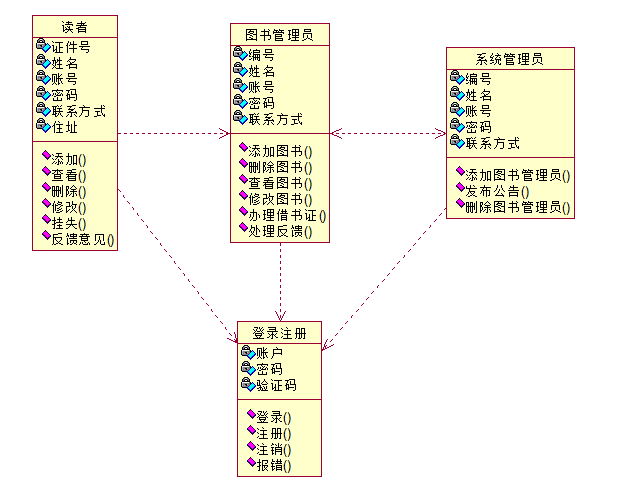 读者
证件号
姓名
账号
密码
联系方式
住址
添加()
查看()
删除()
修改()
挂失()
反馈意见()
图书管理员
编号
姓名
账号
密码
联系方式
添加图书()
删除图书()
查看图书()
修改图书()
办理借书证()
处理反馈()
系统管理员
编号
姓名
账号
密码
联系方式
添加图书管理员()
发布公告()
删除图书管理员()
登录注册
账户
密码
验证码
登录()
注册()
注销()
报错()